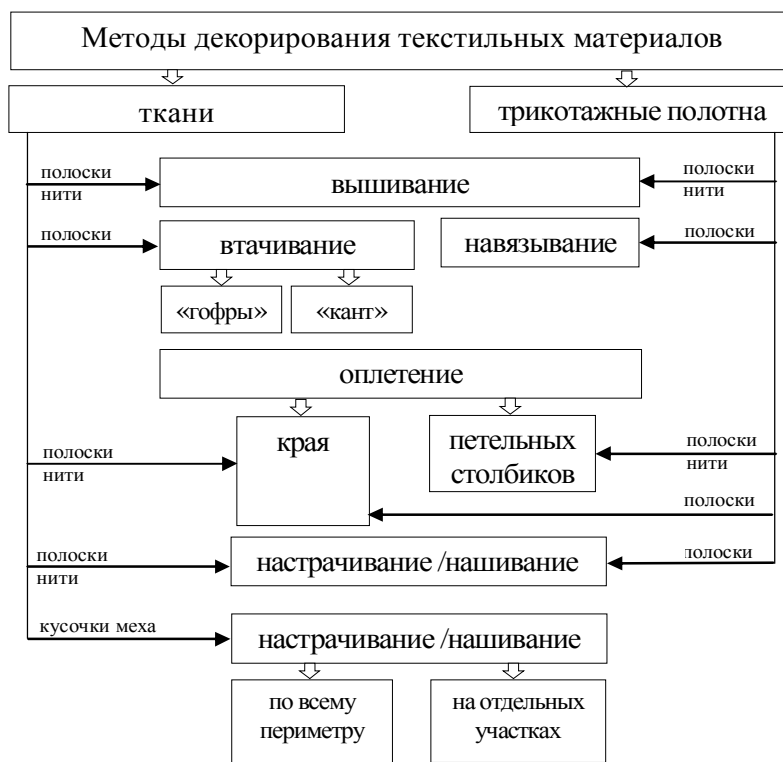 Методы декорирования текстильных материалов
ткани
трикотажные полотна
полоски
нити
вышивание
полоски
нити
полоски
втачивание
навязывание
полоски
«гофры»
«кант»
оплетение
края
петельных
столбиков
полоски
нити
полоски
нити
полоски
полоски
нити
настрачивание /нашивание
полоски
кусочки меха
настрачивание /нашивание
по всему
периметру
на отдельных
участках